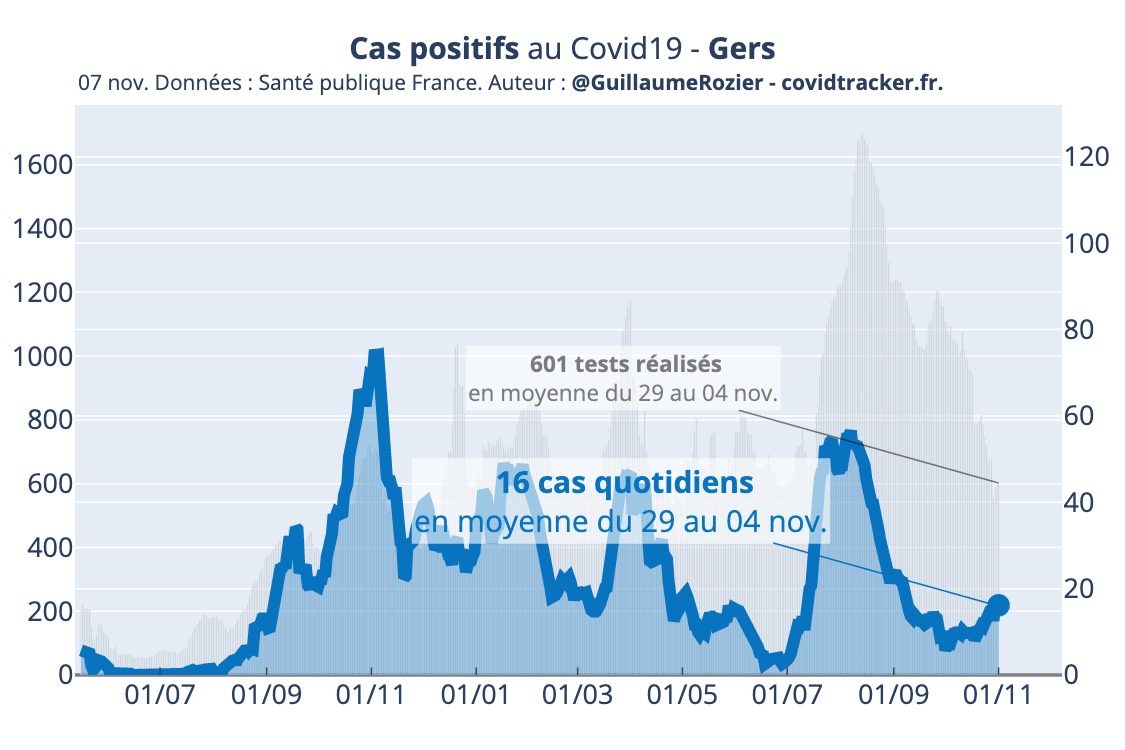 Cas positifs au Covid19 - Gers
07 nov. Données : Santé publique France. Auteur : @GuillaumeRozier - covidtracker.fr.
1600
1400
1200
1000
800
600
400
200
0
120
100
80
60
40
20
0
601 tests réalisés
en moyenne du 29 au 04 nov.
16 cas quotidiens
en moyenne du 29 au 04 nov.
01/07 01/09 01/11 01/01 01/03 01/05 01/07 01/09 01/11